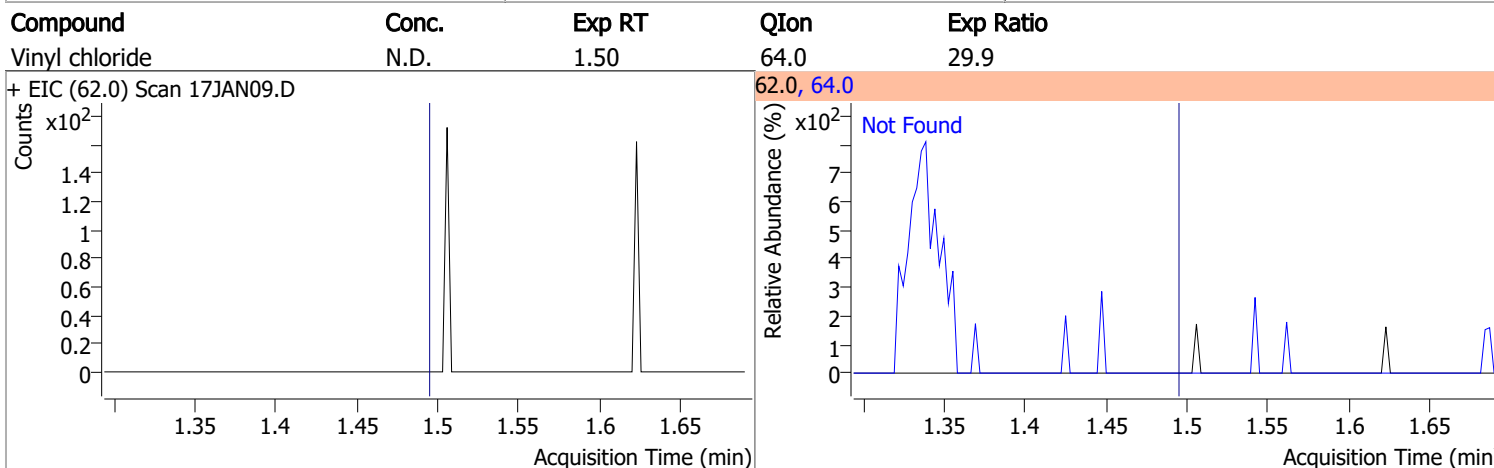 Compound Conc. Exp RT QIon Exp Ratio
Vinyl chloride N.D. 1.50 64.0 29.9
+ EIC (62.0) Scan 17JAN09.D
Counts
x10²
1.4
1.2
1
0.8
0.6
0.4
0.2
0
1.35 1.4 1.45 1.5 1.55 1.6 1.65
Acquisition Time (min)
62.0, 64.0
Relative Abundance (%)
x10²
Not Found
7
6
5
4
3
2
1
0
1.35 1.4 1.45 1.5 1.55 1.6 1.65
Acquisition Time (min